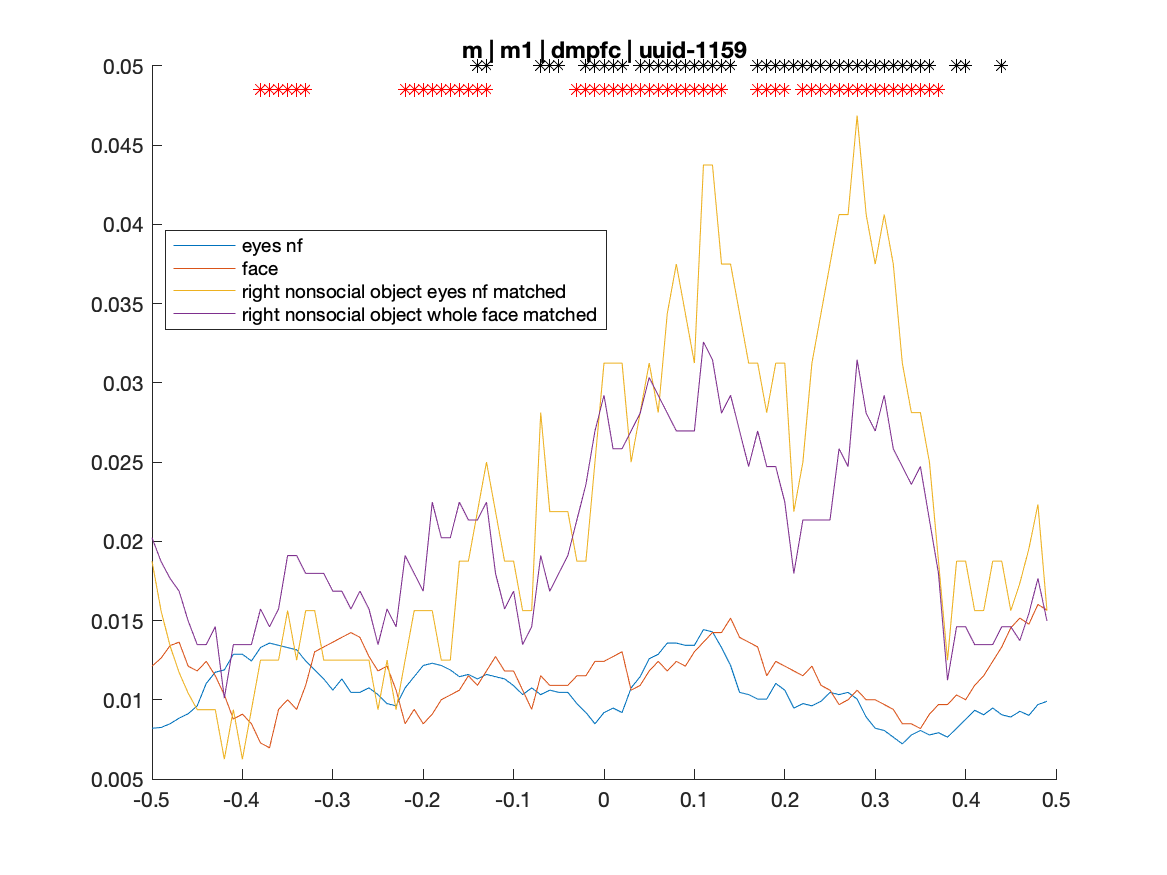 m | m1 | dmpfc | uuid-1159
0.05
0.045
0.04
0.035
0.03
0.025
0.02
0.015
0.01
0.005
eyes nf
face
right nonsocial object eyes nf matched
right nonsocial object whole face matched
-0.5 -0.4 -0.3 -0.2 -0.1 0 0.1 0.2 0.3 0.4 0.5